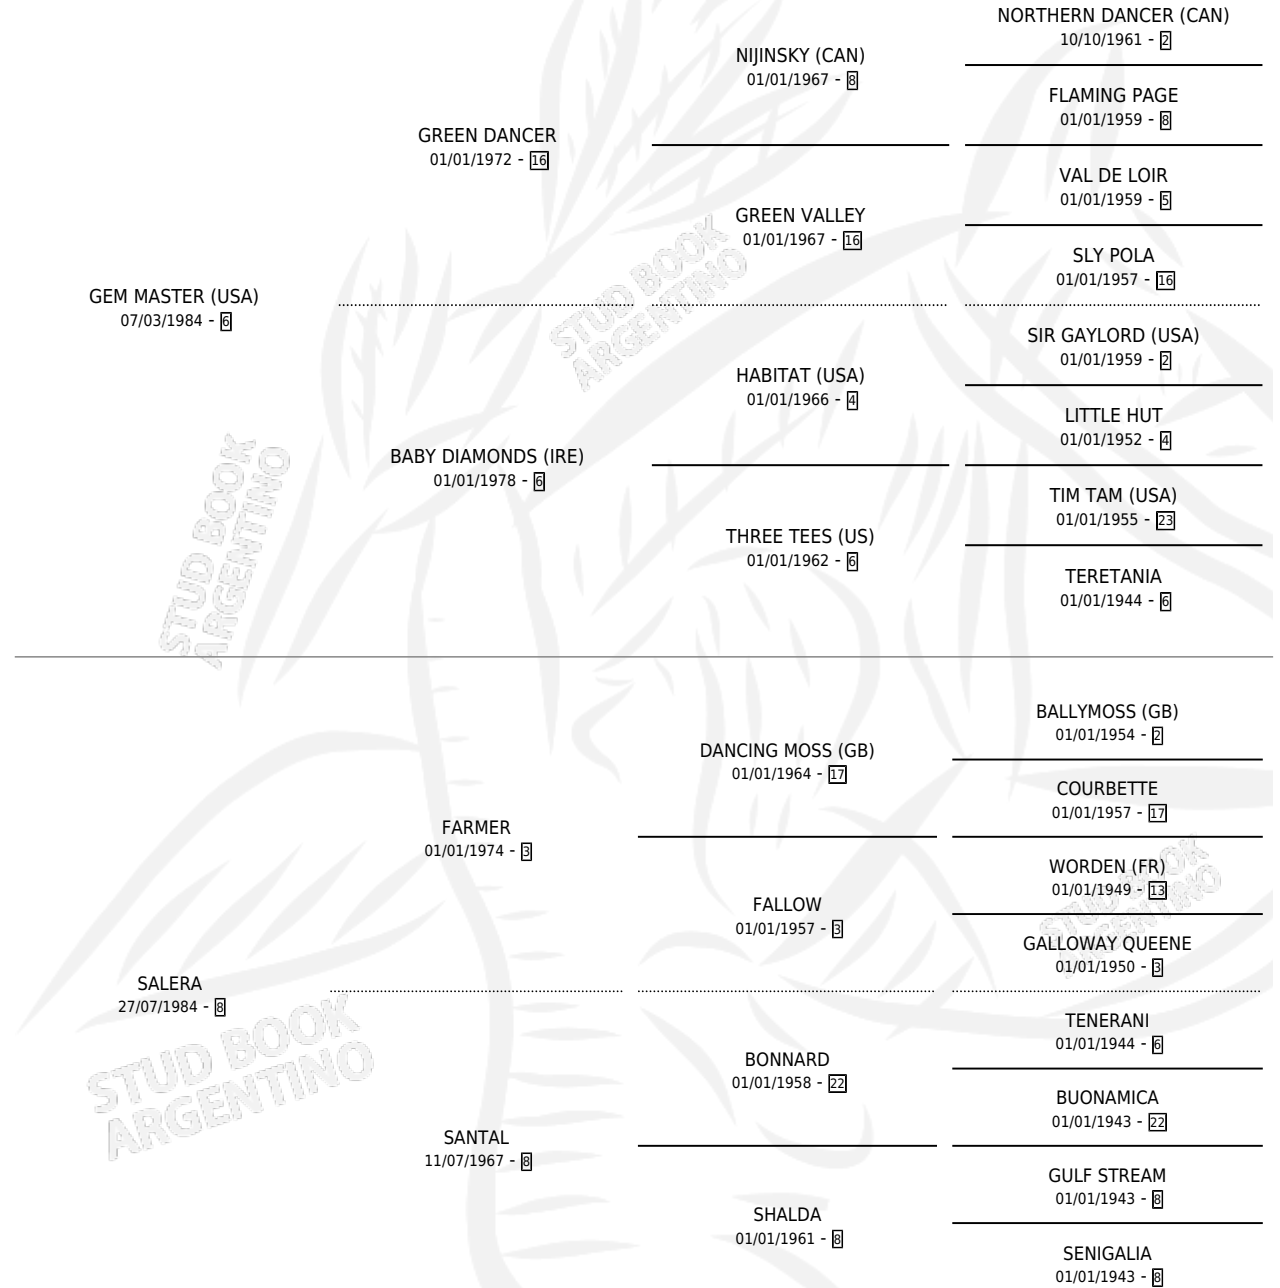 NORTHERN DANCER (CAN)
10/10/1961 - 2
NIJINSKY (CAN)
01/01/1967 - 8
FLAMING PAGE
01/01/1959 - 8
GREEN DANCER
01/01/1972 - 16
VAL DE LOIR
01/01/1959 - 5
GREEN VALLEY
01/01/1967 - 16
SLY POLA
01/01/1957 - 16
GEM MASTER (USA)
07/03/1984 - 6
SIR GAYLORD (USA)
01/01/1959 - 2
HABITAT (USA)
01/01/1966 - 4
LITTLE HUT
01/01/1952 - 4
BABY DIAMONDS (IRE)
01/01/1978 - 6
TIM TAM (USA)
01/01/1955 - 23
THREE TEES (US)
01/01/1962 - 6
TERETANIA
01/01/1944 - 6
BALLYMOSS (GB)
01/01/1954 - 2
DANCING MOSS (GB)
01/01/1964 - 17
COURBETTE
01/01/1957 - 17
FARMER
01/01/1974 - 3
WORDEN (FR)
01/01/1949 - 13
FALLOW
01/01/1957 - 3
GALLOWAY QUEENE
01/01/1950 - 3
SALERA
27/07/1984 - 8
TENERANI
01/01/1944 - 6
BONNARD
01/01/1958 - 22
BUONAMICA
01/01/1943 - 22
SANTAL
11/07/1967 - 8
GULF STREAM
01/01/1943 - 8
SHALDA
01/01/1961 - 8
SENIGALIA
01/01/1943 - 8
STUD BOOK
ARGENTINO
STUD BOOK
ARGENTINO
STUD BOOK
ARGENTINO
STUD BOOK
ARGENTINO